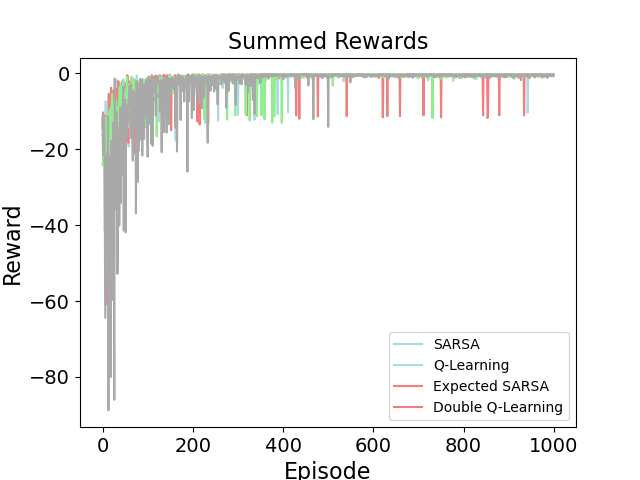 Summed Rewards
0
−20
−40
−60
−80
Reward
0
200
400
600
800
1000
Episode
SARSA
Q-Learning
Expected SARSA
Double Q-Learning